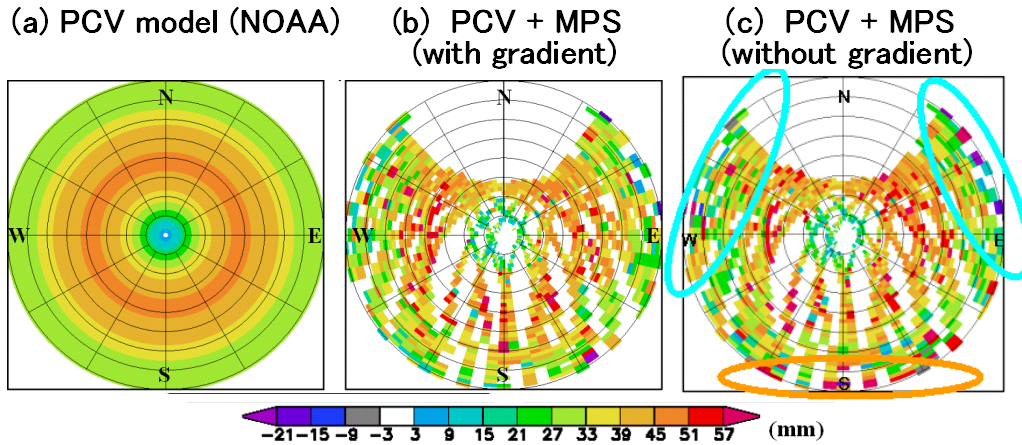 (a) PCV model (NOAA)
(b) PCV + MPS
(with gradient)
(c) PCV + MPS
(without gradient)
N
W
E
S
N
W
E
S
N
W
E
S
-21 -15 -9 -3 3 9 15 21 27 33 39 45 51 57 (mm)